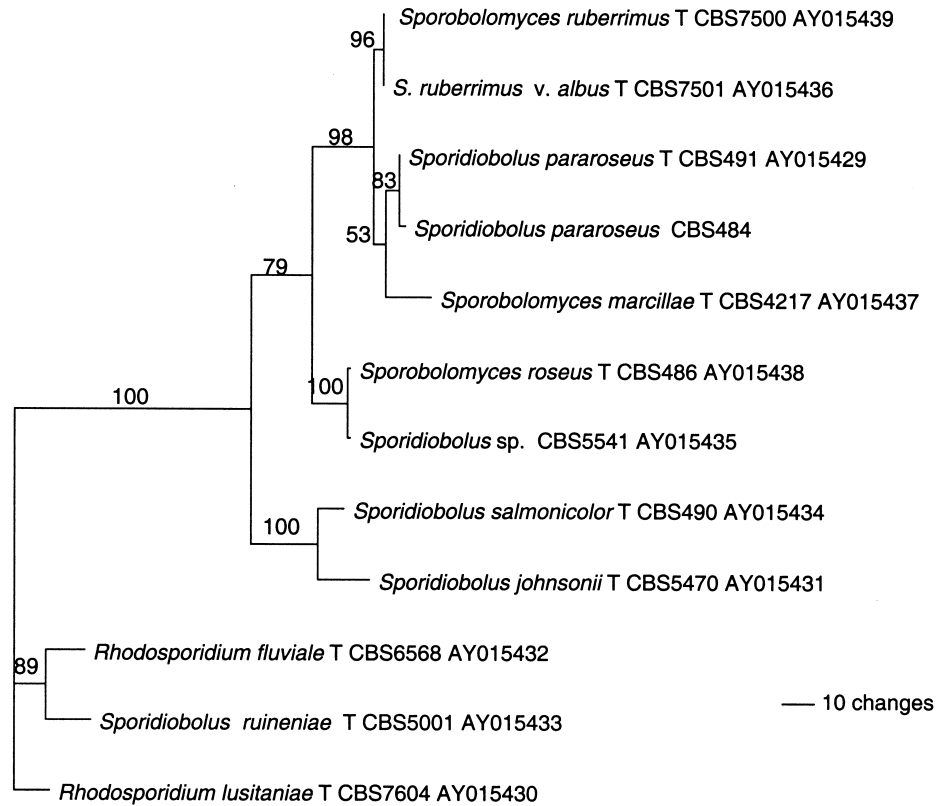 Sporobolomyces ruberrimus T CBS7500 AY015439
96
S. ruberrimus v. albus T CBS7501 AY015436
98
Sporidiobolus pararoseus T CBS491 AY015429
83
Sporidiobolus pararoseus CBS484
53
79
Sporobolomyces marcillae T CBS4217 AY015437
Sporobolomyces roseus T CBS486 AY015438
100
100
Sporidiobolus sp. CBS5541 AY015435
Sporidiobolus salmonicolor T CBS490 AY015434
100
Sporidiobolus johnsonii T CBS5470 AY015431
Rhodosporidium fluviale T CBS6568 AY015432
89
10 changes
Sporidiobolus ruineniae T CBS5001 AY015433
Rhodosporidium lusitaniae T CBS7604 AY015430